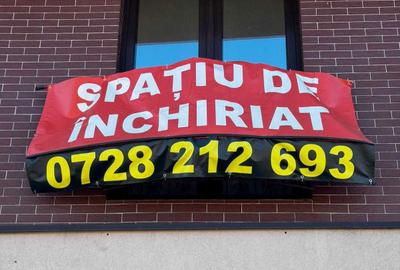 SPAȚIU DE
ÎNCHIRIAT
0728 212 693